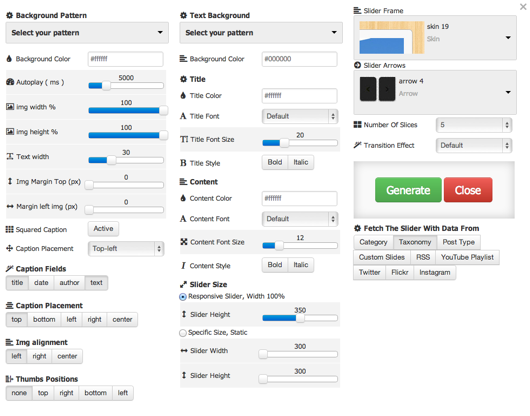 Background Pattern
Select your pattern
Background Color
#ffffff
Autoplay ( ms )
5000
img width %
100
img height %
100
Text width
30
Img Margin Top (px)
0
Margin left img (px)
0
Squared Caption
Active
Caption Placement
Top-left
Caption Fields
title date author text
Caption Placement
top bottom left right center
Img alignment
left right center
Thumbs Positions
none top right bottom left
Text Background
Select your pattern
Background Color
#000000
Title
Title Color
#ffffff
Title Font
Default
Title Font Size
20
Title Style
Bold Italic
Content
Content Color
#ffffff
Content Font
Default
Content Font Size
12
Content Style
Bold Italic
Slider Size
Responsive Slider, Width 100%
Slider Height
350
Specific Size, Static
Slider Width
300
Slider Height
300
Slider Frame
skin 19
Skin
Slider Arrows
arrow 4
Arrow
Number Of Slices
5
Transition Effect
Default
Generate Close
Fetch The Slider With Data From
Category Taxonomy Post Type
Custom Slides RSS YouTube Playlist
Twitter Flickr Instagram